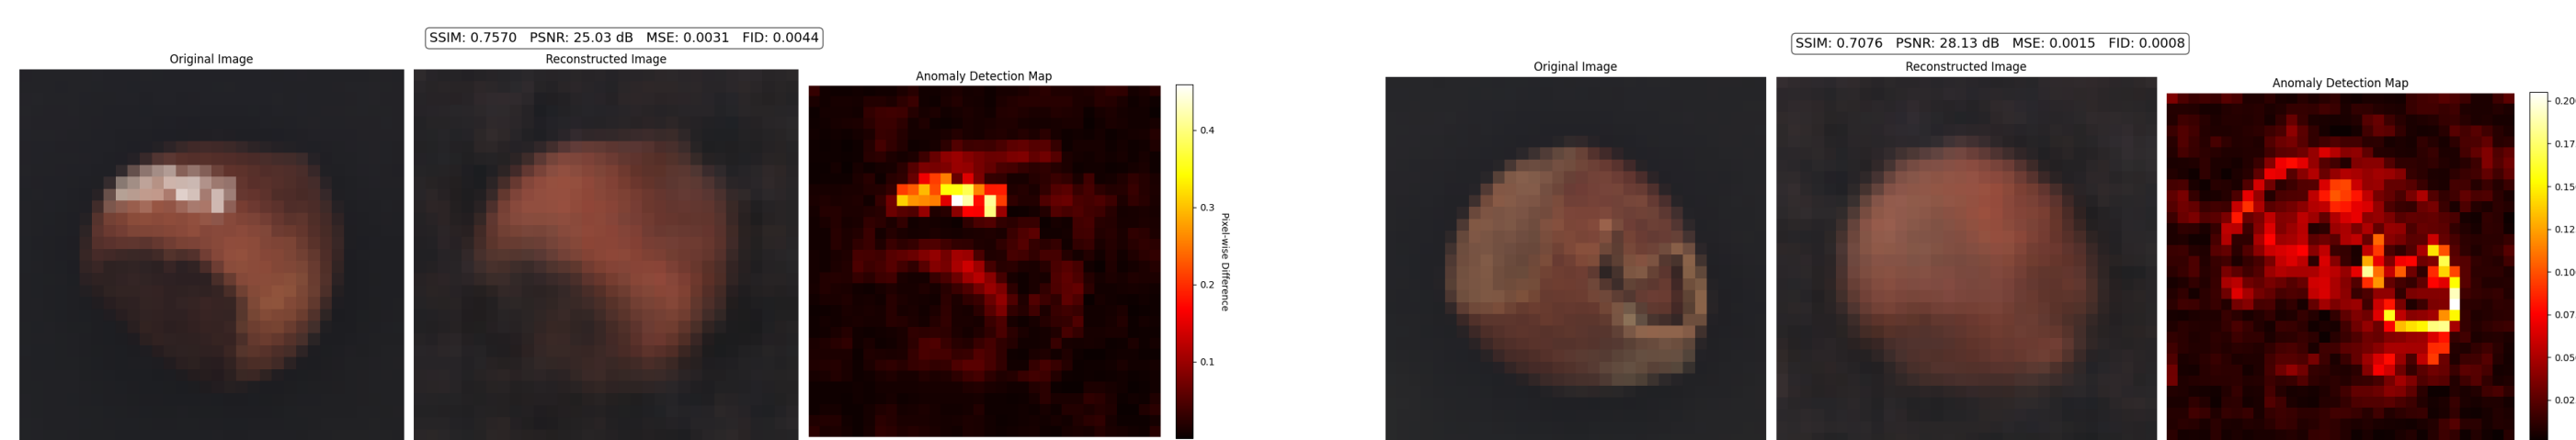 SSIM: 0.7570 PSNR: 25.03 dB MSE: 0.0031 FID: 0.0044
Original Image
Reconstructed Image
Anomaly Detection Map
0.4
0.3
0.2
0.1
Pixel-wise Difference
SSIM: 0.7076 PSNR: 28.13 dB MSE: 0.0015 FID: 0.0008
Original Image
Reconstructed Image
Anomaly Detection Map
0.20
0.17
0.15
0.12
0.10
0.07
0.05
0.02